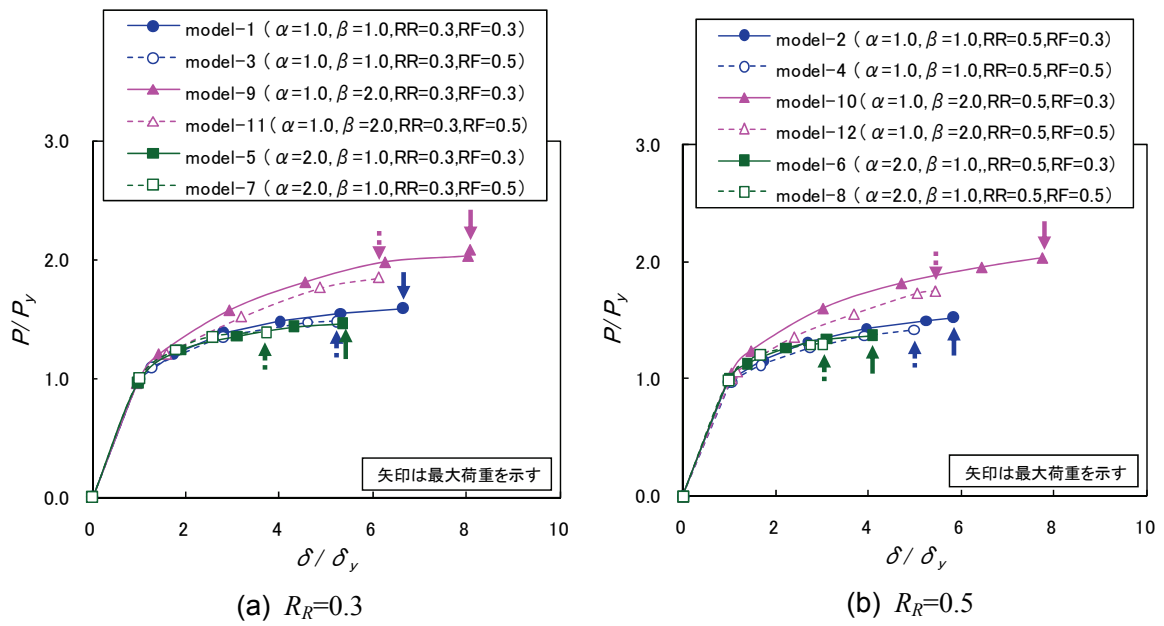 model-1 ( α=1.0, β=1.0,RR=0.3,RF=0.3)
model-3 ( α=1.0, β=1.0,RR=0.3,RF=0.5)
model-9 ( α=1.0, β=2.0,RR=0.3,RF=0.3)
model-11( α=1.0, β=2.0,RR=0.3,RF=0.5)
model-5 ( α=2.0, β=1.0,RR=0.3,RF=0.3)
model-7 ( α=2.0, β=1.0,RR=0.3,RF=0.5)
3.0
2.0
1.0
0.0
P/P_y
矢印は最大荷重を示す
0 2 4 6 8 10
δ/δ_y
(a) R_R=0.3
model-2 ( α=1.0, β=1.0,RR=0.5,RF=0.3)
model-4 ( α=1.0, β=1.0,RR=0.5,RF=0.5)
model-10( α=1.0, β=2.0,RR=0.5,RF=0.3)
model-12( α=1.0, β=2.0,RR=0.5,RF=0.5)
model-6 ( α=2.0, β=1.0,,RR=0.5,RF=0.3)
model-8 ( α=2.0, β=1.0,RR=0.5,RF=0.5)
3.0
2.0
1.0
0.0
P/P_y
矢印は最大荷重を示す
0 2 4 6 8 10
δ/δ_y
(b) R_R=0.5